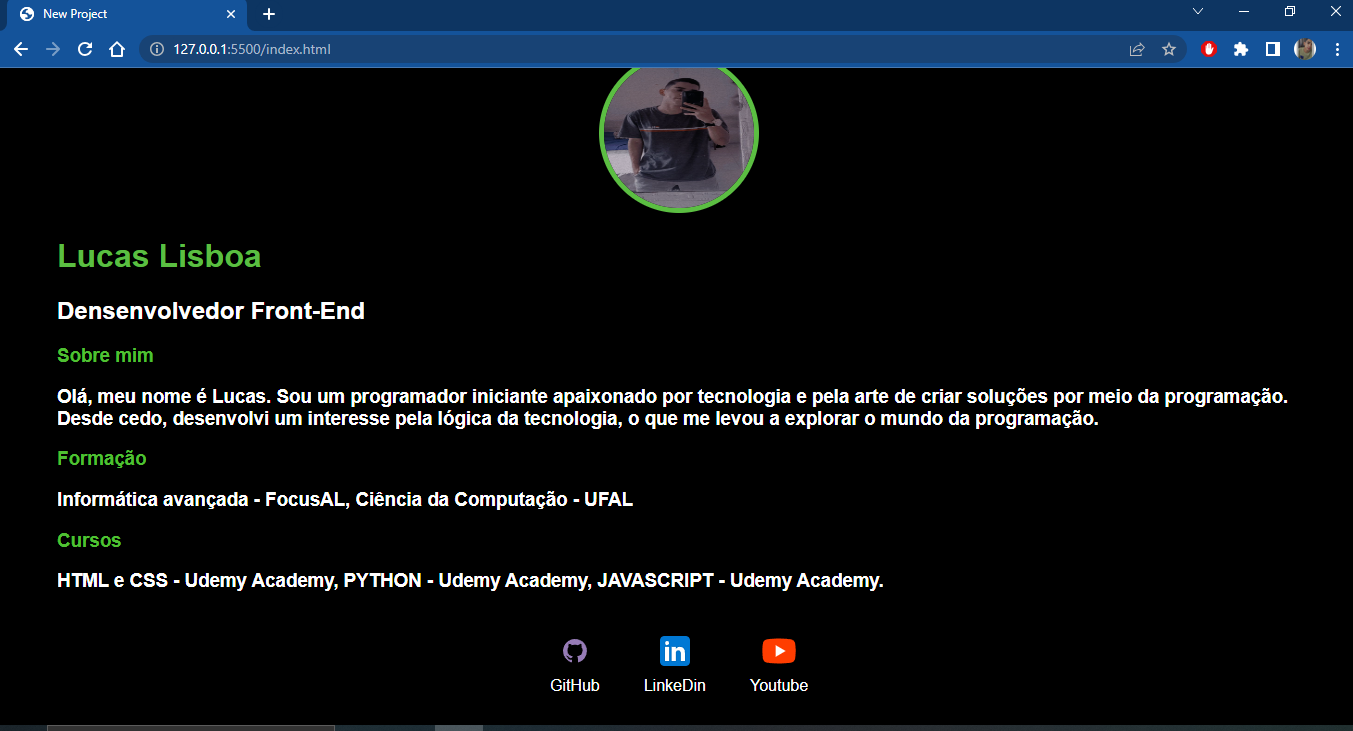 New Project
127.0.0.1:5500/index.html
Lucas Lisboa
Densenvolvedor Front-End
Sobre mim
Olá, meu nome é Lucas. Sou um programador iniciante apaixonado por tecnologia e pela arte de criar soluções por meio da programação.
Desde cedo, desenvolvi um interesse pela lógica da tecnologia, o que me levou a explorar o mundo da programação.
Formação
Informática avançada - FocusAL, Ciência da Computação - UFAL
Cursos
HTML e CSS - Udemy Academy, PYTHON - Udemy Academy, JAVASCRIPT - Udemy Academy.
in
GitHub LinkeDin Youtube